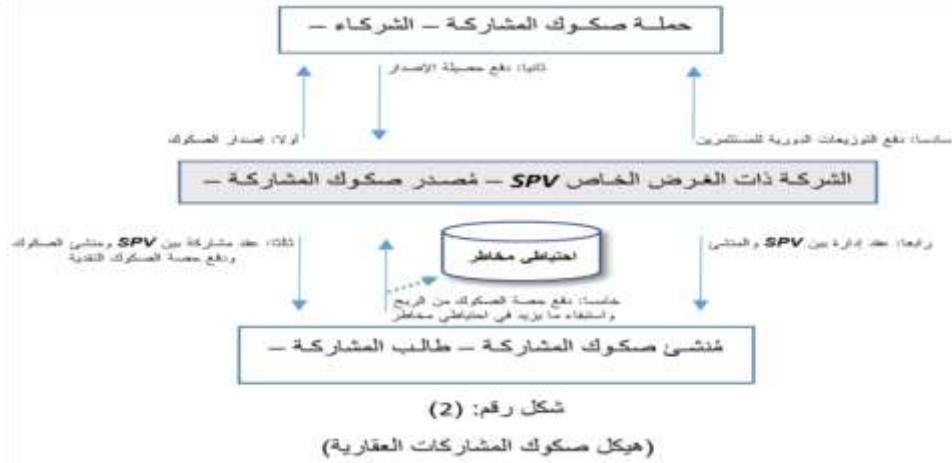 حملة صكوك المشاركة – الشركاء –
ثانيا: دفع حصيلة الإصدار
أولا: إصدار الصكوك
سادسا: دفع التوزيعات الدورية للمستثمرين
الشركة ذات الغرض الخاص SPV – مُصدر صكوك المشاركة –
ثالثا: عقد مشاركة بين SPV ومنشئ الصكوك
ودفع حصة الصكوك النقدية
احتياطي مخاطر
رابعا: عقد إدارة بين SPV والمنشئ
خامسا: دفع حصة الصكوك من الربح
واستبقاء ما يزيد في احتياطي مخاطر
مُنشئ صكوك المشاركة – طالب المشاركة –
شكل رقم: (2)
(هيكل صكوك المشاركات العقارية)